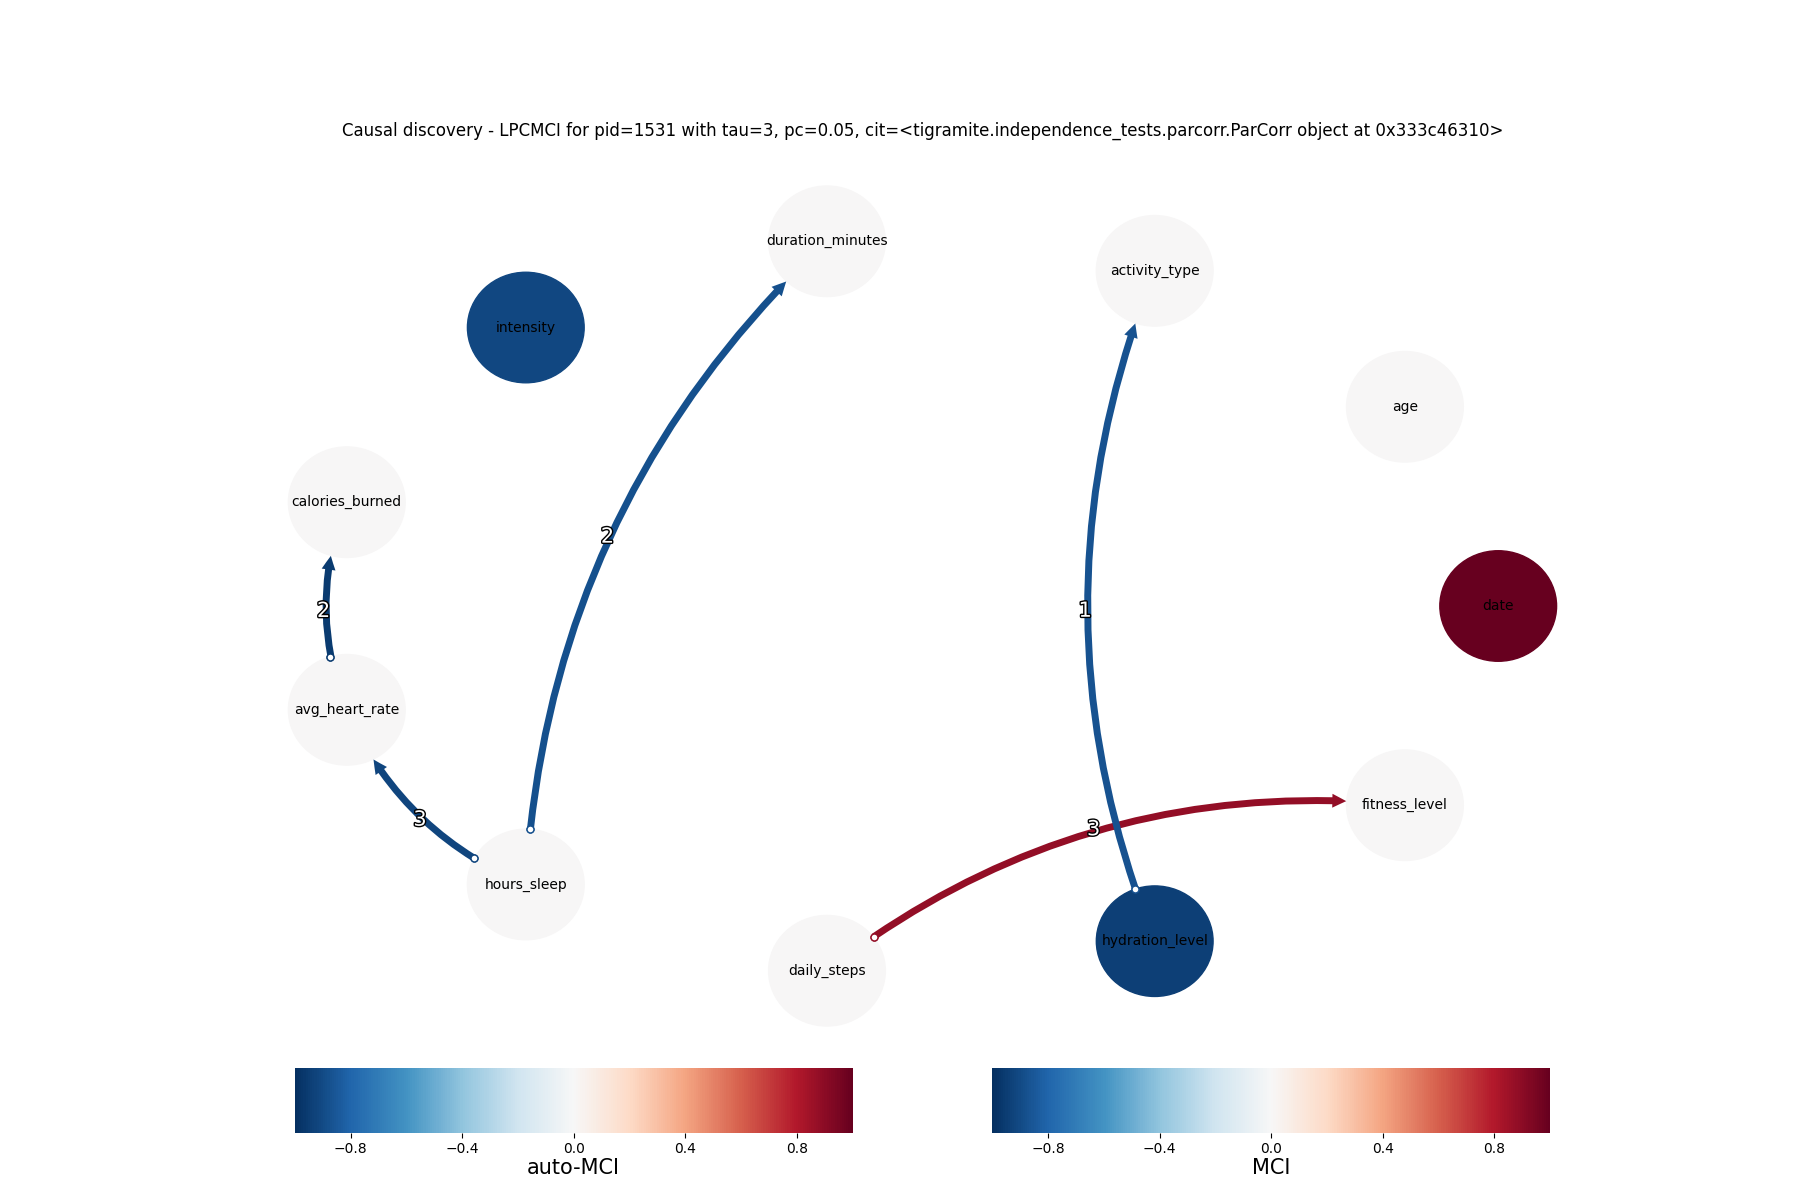 Causal discovery - LPCMCI for pid=1531 with tau=3, pc=0.05, cit=<tigramite.independence_tests.parcorr.ParCorr object at 0x333c46310>
duration_minutes
activity_type
intensity
age
calories_burned
2
date
2
1
avg_heart_rate
3
3
fitness_level
hours_sleep
hydration_level
daily_steps
−0.8 −0.4 0.0 0.4 0.8
auto-MCI
−0.8 −0.4 0.0 0.4 0.8
MCI